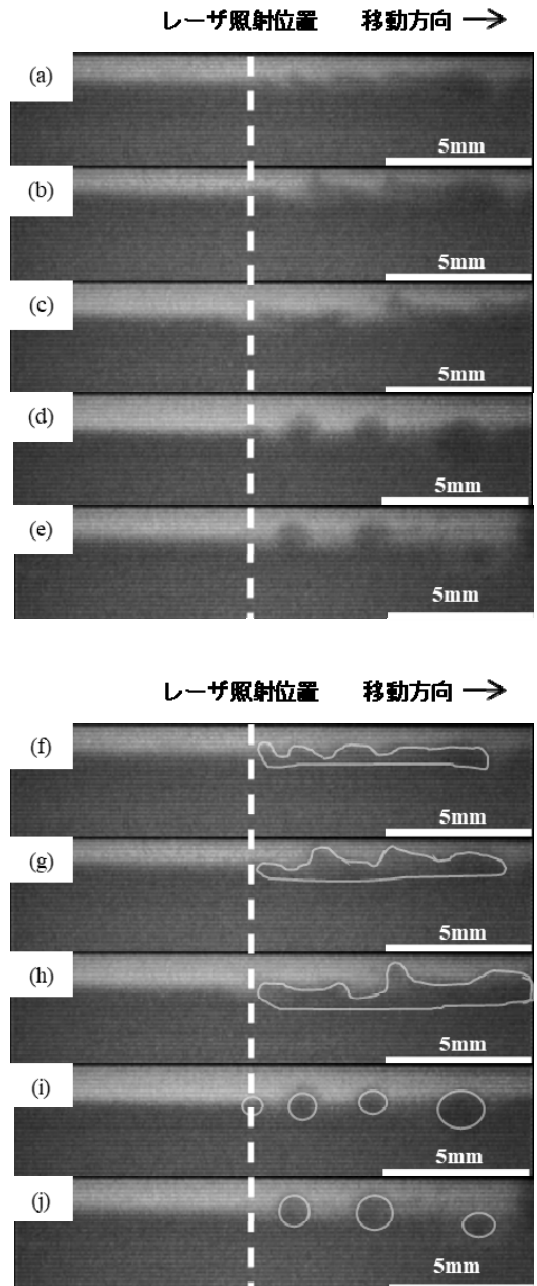 レーザ照射位置 移動方向 →
(a)
5mm
(b)
5mm
(c)
5mm
(d)
5mm
(e)
5mm
レーザ照射位置 移動方向 →
(f)
5mm
(g)
5mm
(h)
5mm
(i)
5mm
(j)
5mm